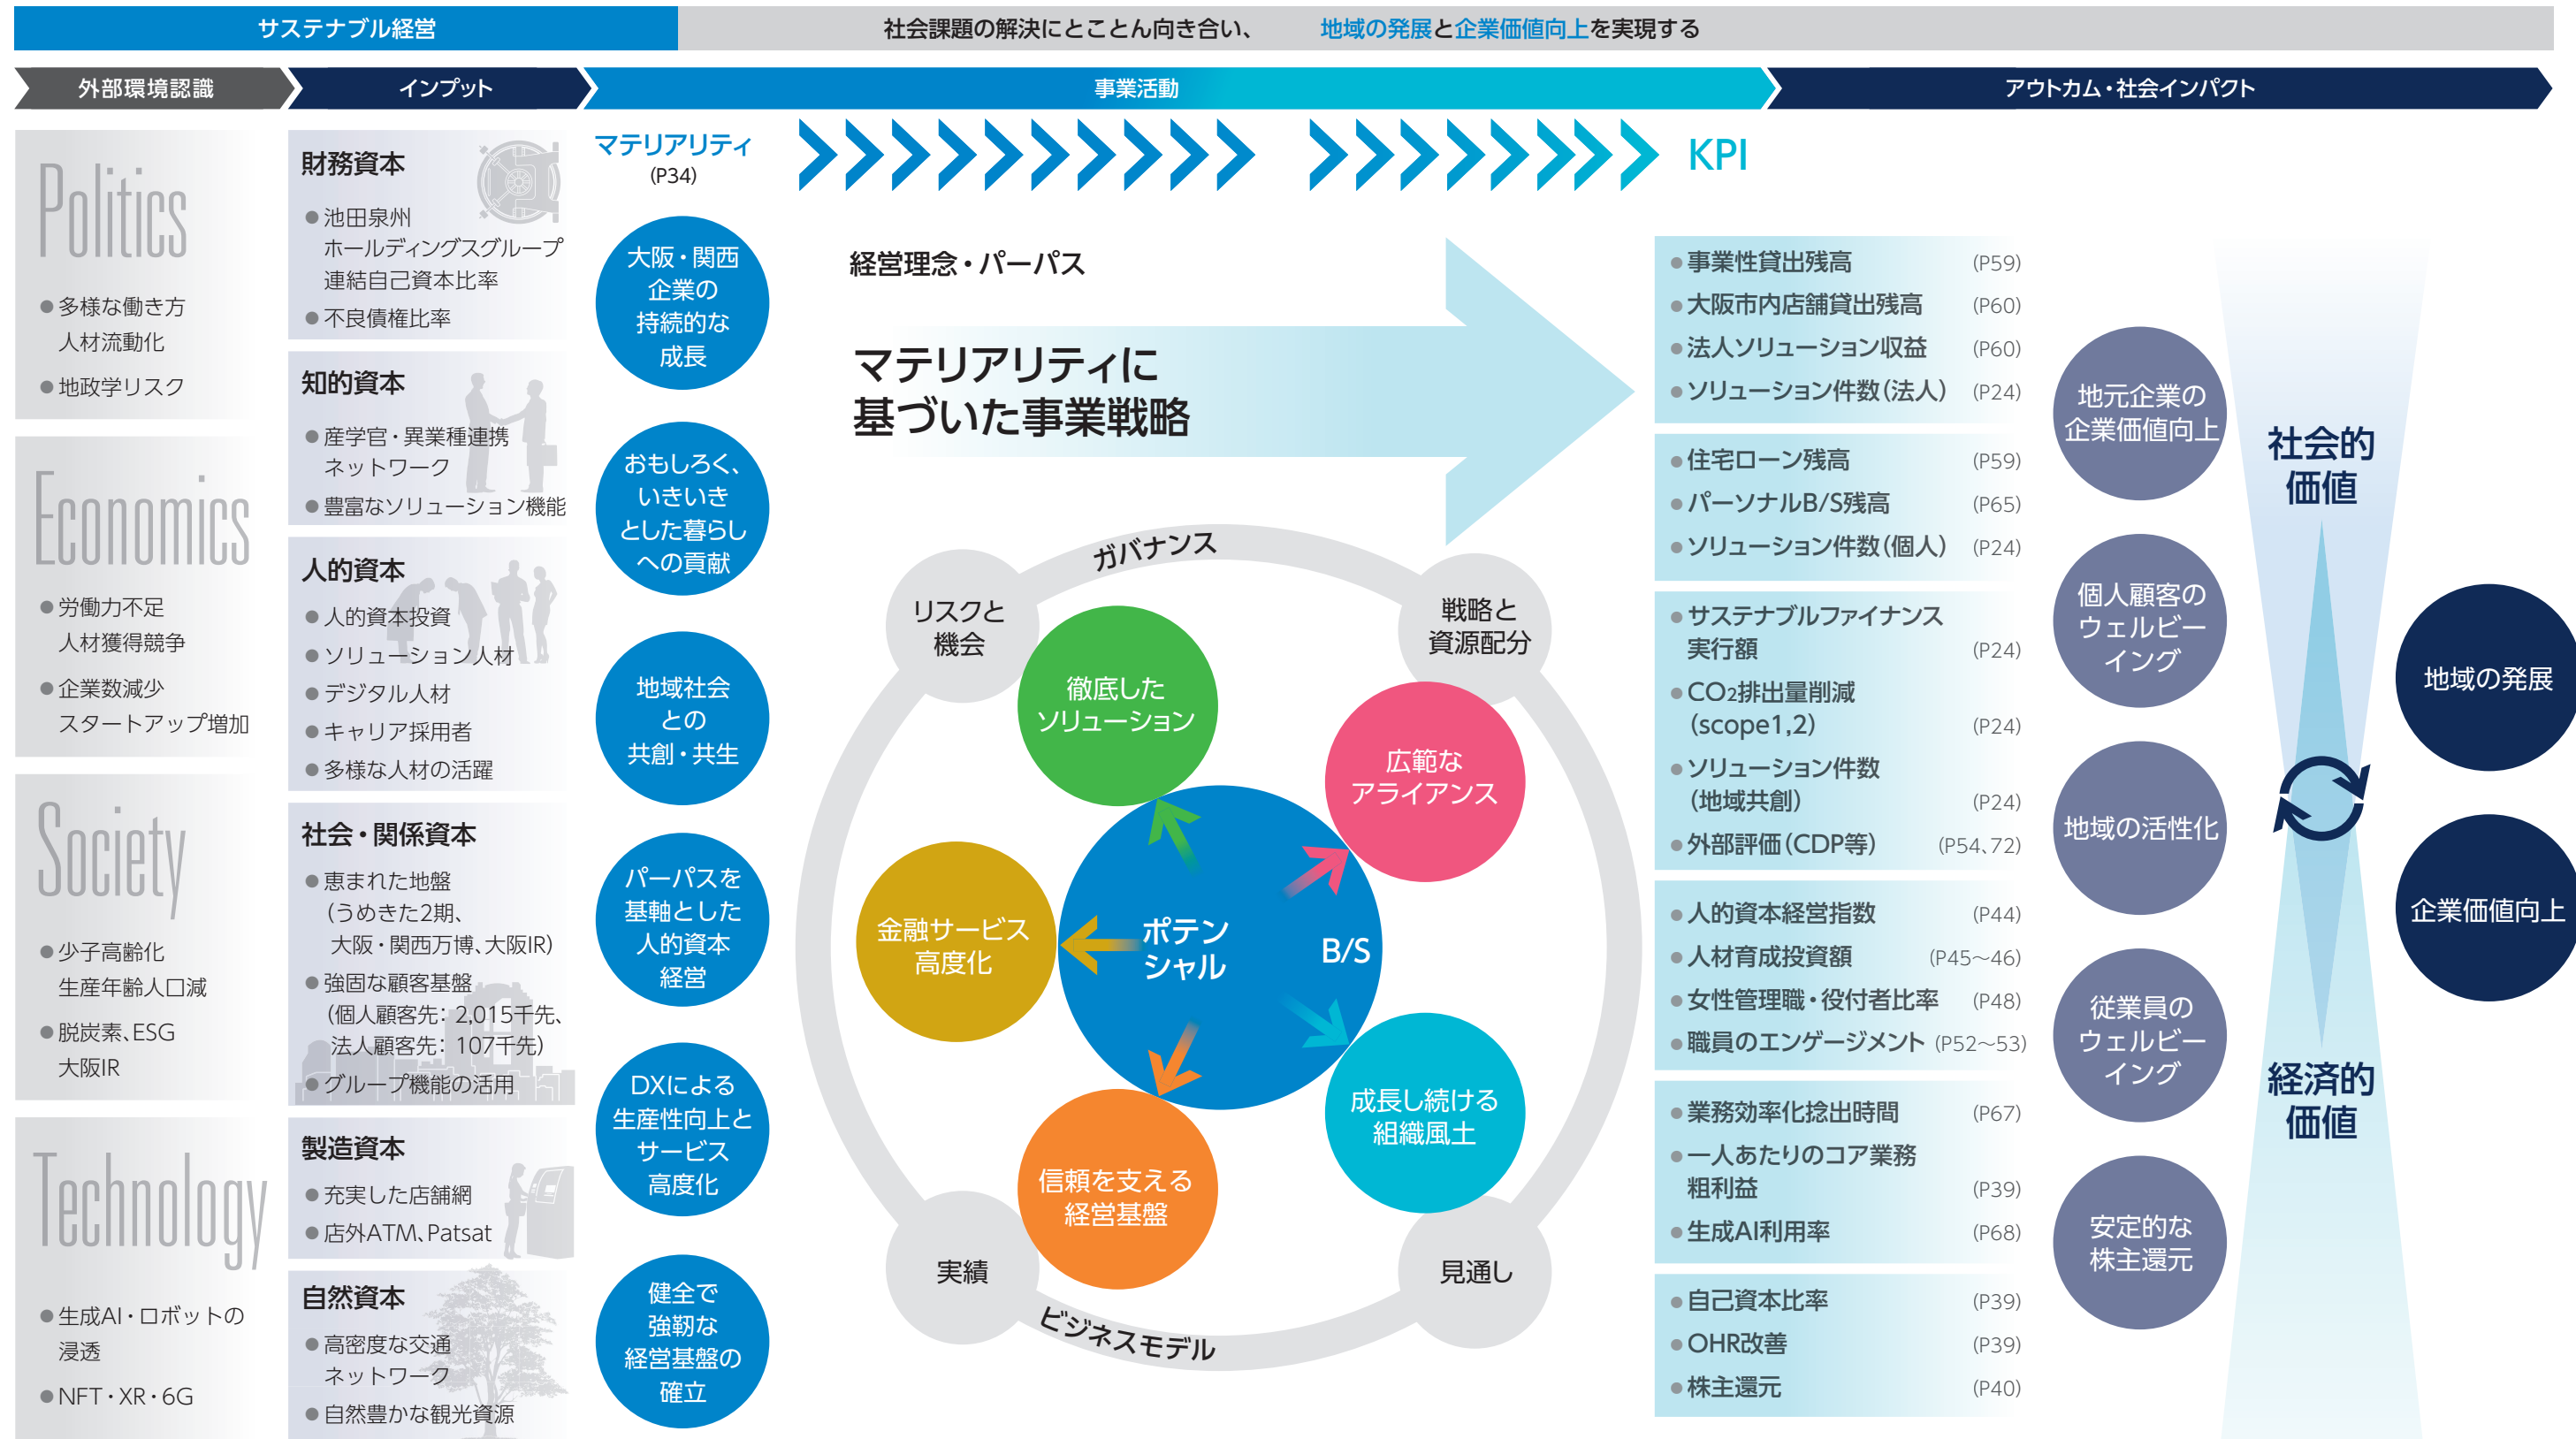 サステナブル経営
社会課題の解決にとことん向き合い、 地域の発展と企業価値向上を実現する
外部環境認識
インプット
事業活動
アウトカム・社会インパクト
Politics
●多様な働き方
人材流動化
●地政学リスク
Economics
●労働力不足
人材獲得競争
●企業数減少
スタートアップ増加
Society
●少子高齢化
生産年齢人口減
●脱炭素、ESG
大阪IR
Technology
●生成AI・ロボットの
浸透
●NFT・XR・6G
財務資本
●池田泉州
ホールディングスグループ
連結自己資本比率
●不良債権比率
知的資本
●産学官・異業種連携
ネットワーク
●豊富なソリューション機能
人的資本
●人的資本投資
●ソリューション人材
●デジタル人材
●キャリア採用者
●多様な人材の活躍
社会・関係資本
●恵まれた地盤
(うめきた2期、
大阪・関西万博、大阪IR)
●強固な顧客基盤
(個人顧客先：2,015千先、
法人顧客先：107千先)
●グループ機能の活用
製造資本
●充実した店舗網
●店外ATM、Patsat
自然資本
●高密度な交通
ネットワーク
●自然豊かな観光資源
マテリアリティ
(P34)
大阪・関西
企業の
持続的な
成長
おもしろく、
いきいき
とした暮らし
への貢献
地域社会
との
共創・共生
パーパスを
基軸とした
人的資本
経営
DXによる
生産性向上と
サービス
高度化
健全で
強靭な
経営基盤の
確立
経営理念・パーパス
マテリアリティに
基づいた事業戦略
ガバナンス
リスクと
機会
戦略と
資源配分
徹底した
ソリューション
広範な
アライアンス
金融サービス
高度化
ポテン
シャル
B/S
成長し続ける
組織風土
信頼を支える
経営基盤
実績
見通し
ビジネスモデル
KPI
●事業性貸出残高 (P59)
●大阪市内店舗貸出残高 (P60)
●法人ソリューション収益 (P60)
●ソリューション件数(法人) (P24)
●住宅ローン残高 (P59)
●パーソナルB/S残高 (P65)
●ソリューション件数(個人) (P24)
●サステナブルファイナンス
実行額 (P24)
●CO2排出量削減
(scope1,2) (P24)
●ソリューション件数
(地域共創) (P24)
●外部評価(CDP等) (P54、72)
●人的資本経営指数 (P44)
●人材育成投資額 (P45～46)
●女性管理職・役付者比率 (P48)
●職員のエンゲージメント (P52～53)
●業務効率化捻出時間 (P67)
●一人あたりのコア業務
粗利益 (P39)
●生成AI利用率 (P68)
●自己資本比率 (P39)
●OHR改善 (P39)
●株主還元 (P40)
地元企業の
企業価値向上
個人顧客の
ウェルビー
イング
地域の活性化
従業員の
ウェルビー
イング
安定的な
株主還元
社会的
価値
経済的
価値
地域の発展
企業価値向上